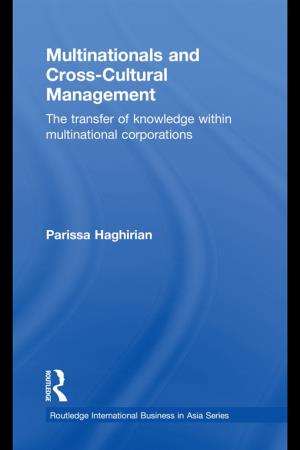 Multinationals and
Cross-Cultural
Management
The transfer of knowledge within
multinational corporations
Parissa Haghirian
ROUTLEDGE
Routledge International Business in Asia Series